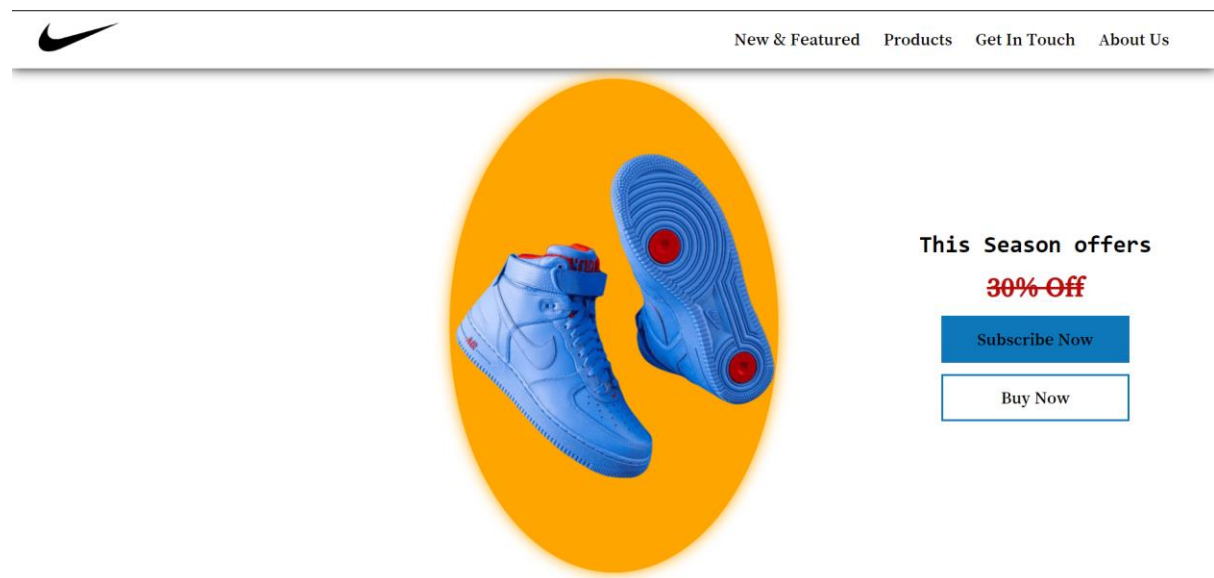 New & Featured Products Get In Touch About Us
This Season offers
30% Off
Subscribe Now
Buy Now